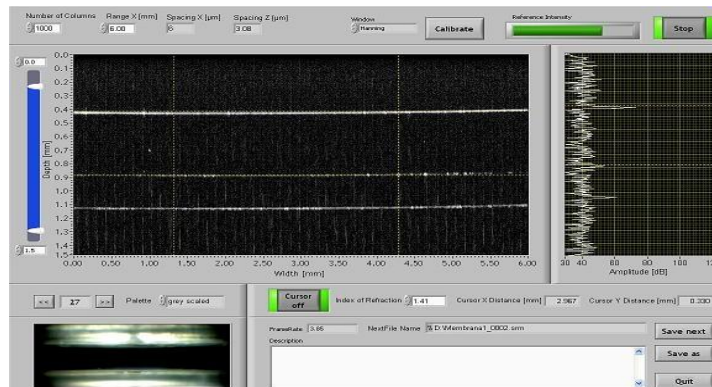 Number of Columns Range X [mm] Spacing X [µm] Spacing Z [µm] Window Reference Intensity
1000 6.00 6 3.08 Hanning Calibrate Stop
0.0
0.0
0.1
0.2
0.3
0.4
0.5
0.6
0.7
0.8
0.9
1.0
1.1
1.2
1.3
1.4
1.5
Depth [mm]
1.5
0.00 0.50 1.00 1.50 2.00 2.50 3.00 3.50 4.00 4.50 5.00 5.50 6.00
Width [mm]
30 40 60 80 100
Amplitude [dB]
<< 27 >> Palette grey scaled
Cursor off Index of Refraction 1.41 Cursor X Distance [mm] 2.967 Cursor Y Distance [mm] 0.330
FrameRate 3.85 NextFile Name D:\Membrana1_0002.srm Save next
Description
Save as
Quit